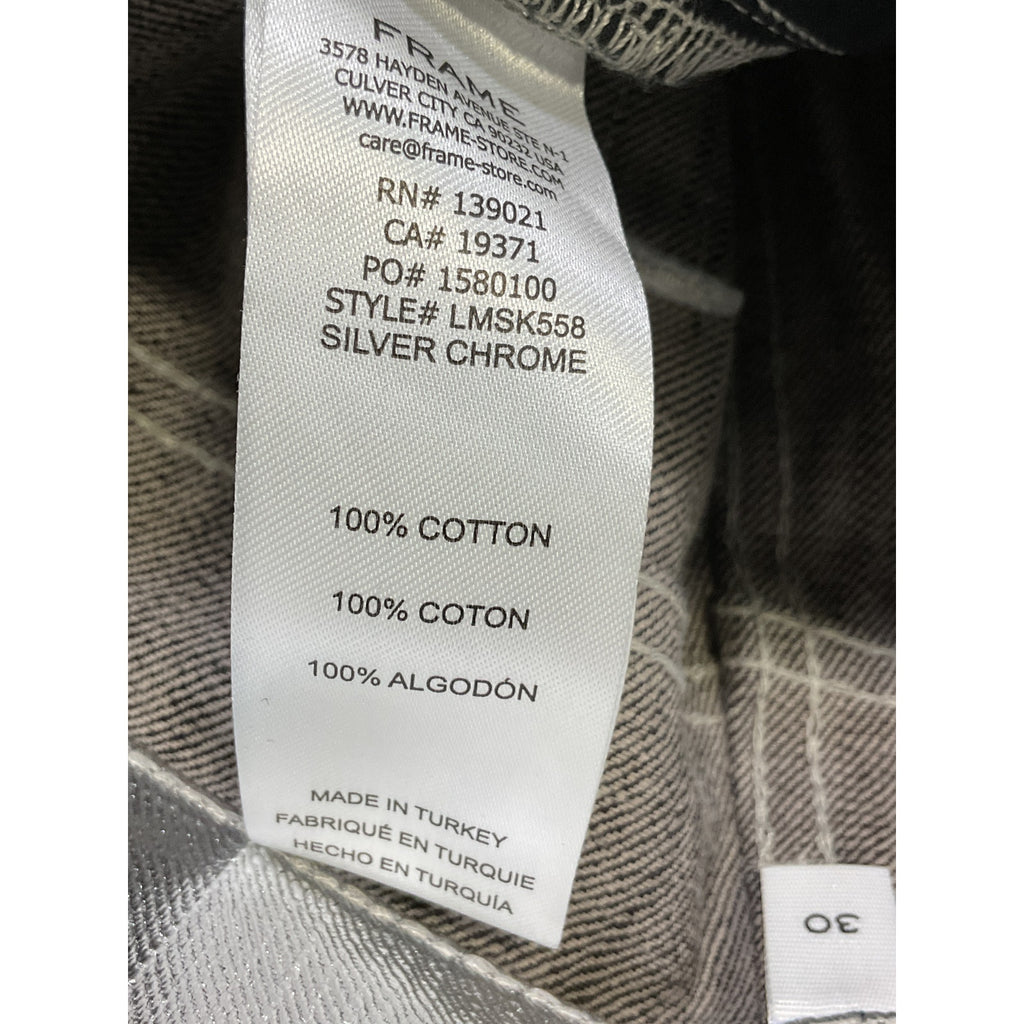 FRAME
3578 HAYDEN AVENUE STE N-1
CULVER CITY CA 90232 USA
WWW.FRAME-STORE.COM
care@frame-store.com
RN# 139021
CA# 19371
PO# 1580100
STYLE# LMSK558
SILVER CHROME
100% COTTON
100% COTON
100% ALGODÓN
MADE IN TURKEY
FABRIQUÉ EN TURQUIE
HECHO EN TURQUÍA
30